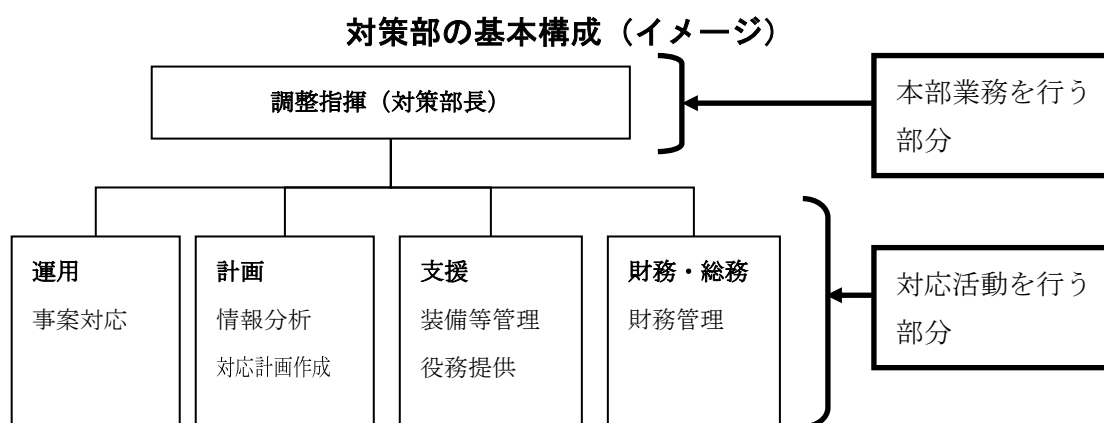 対策部の基本構成（イメージ）
調整指揮（対策部長）
本部業務を行う
部分
運用
事案対応
計画
情報分析
対応計画作成
支援
装備等管理
役務提供
財務・総務
財務管理
対応活動を行う
部分